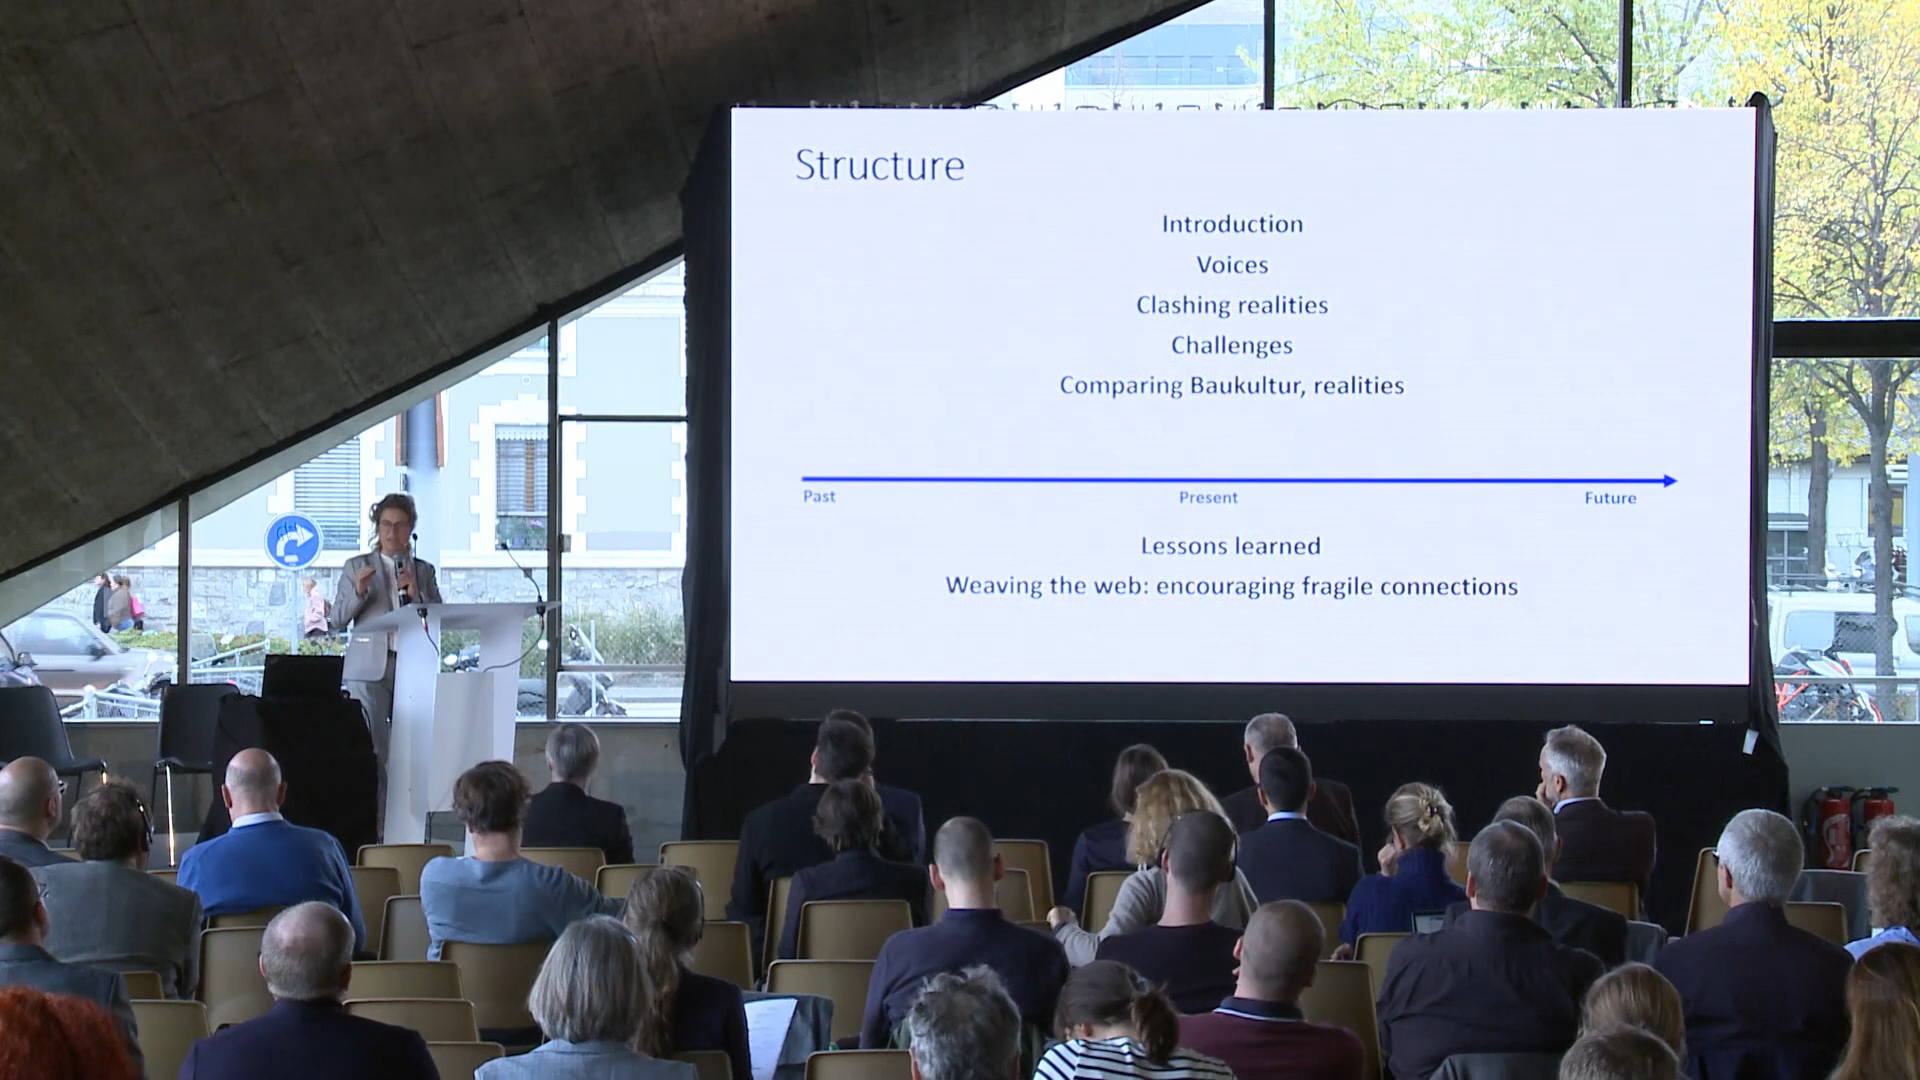 Structure
Introduction
Voices
Clashing realities
Challenges
Comparing Baukultur, realities
Past Present Future
Lessons learned
Weaving the web: encouraging fragile connections